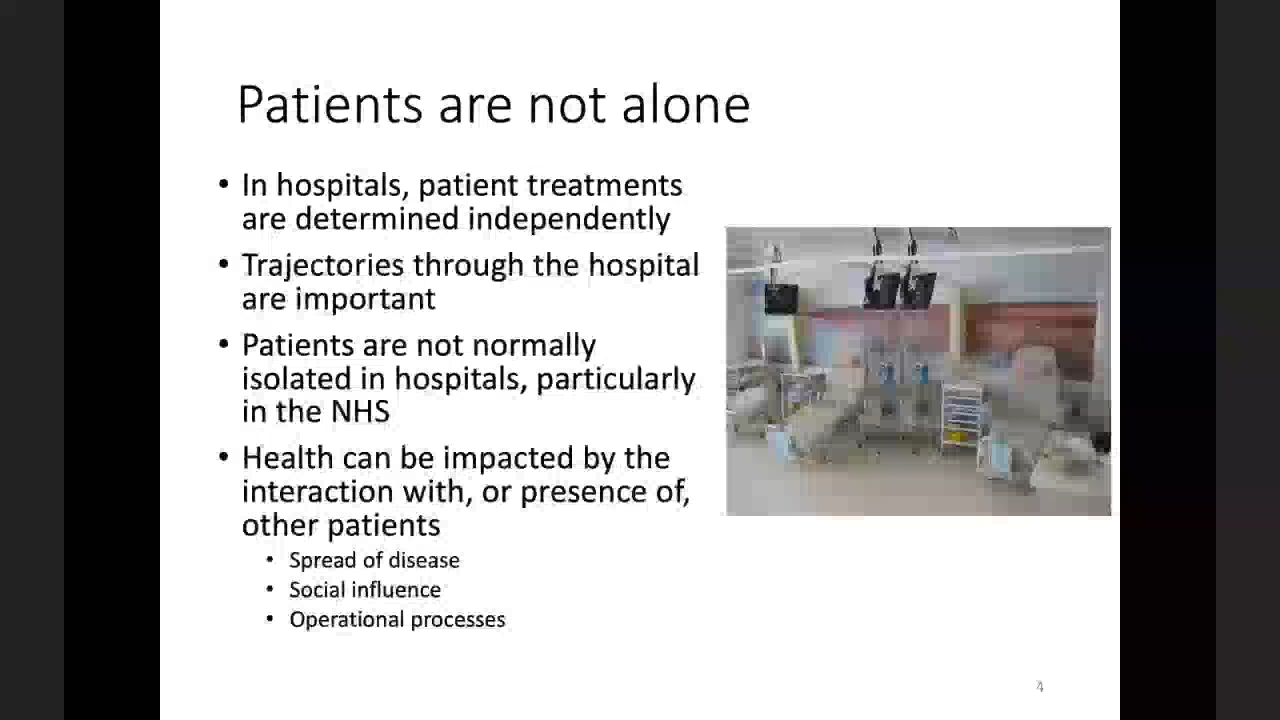 Patients are not alone
• In hospitals, patient treatments
are determined independently
• Trajectories through the hospital
are important
• Patients are not normally
isolated in hospitals, particularly
in the NHS
• Health can be impacted by the
interaction with, or presence of,
other patients
• Spread of disease
• Social influence
• Operational processes
4